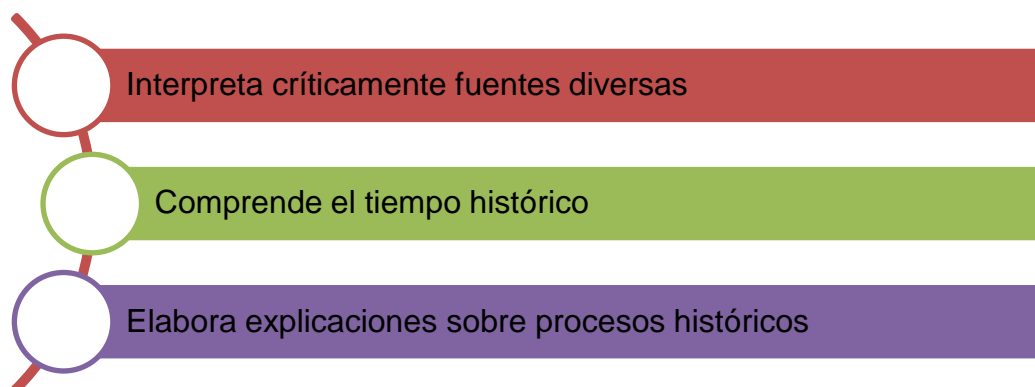 Interpreta críticamente fuentes diversas
Comprende el tiempo histórico
Elabora explicaciones sobre procesos históricos